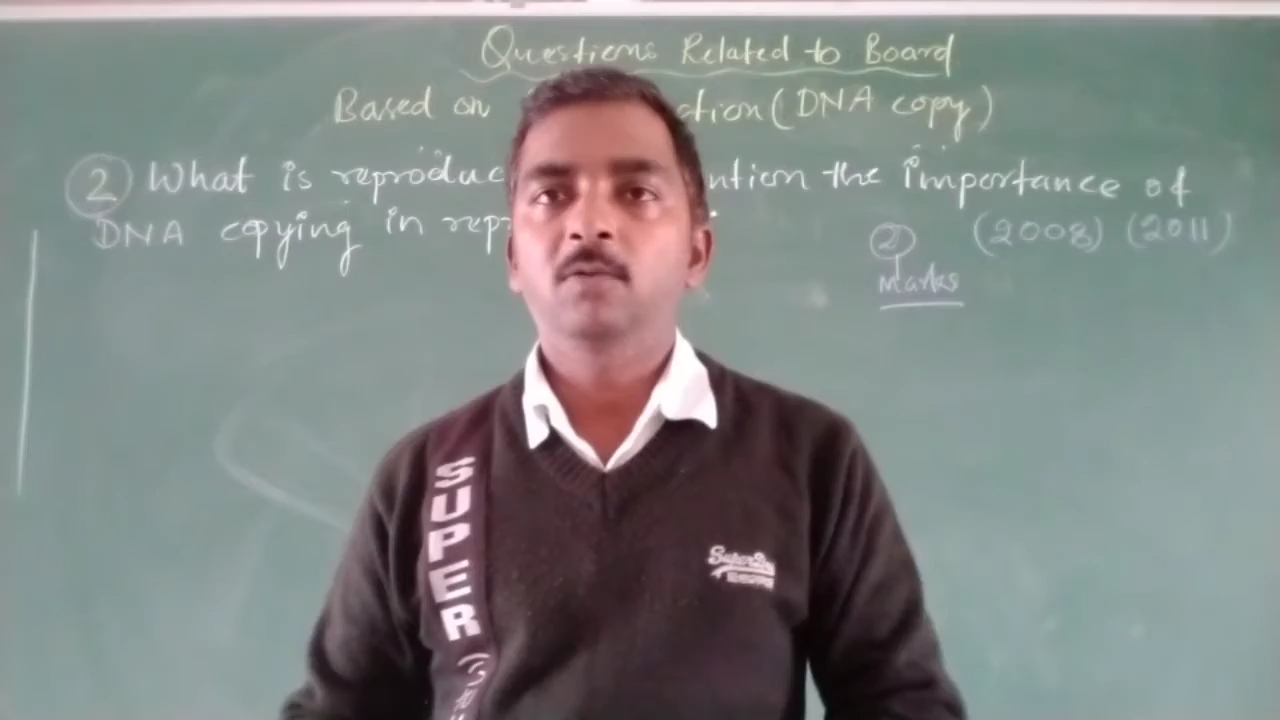 Questions Related to Board
Based on ction (DNA copy)
② What is reproduc ntion the importance of
DNA copying in rep
② (2008) (2011)
Marks
SUPER
Superdry